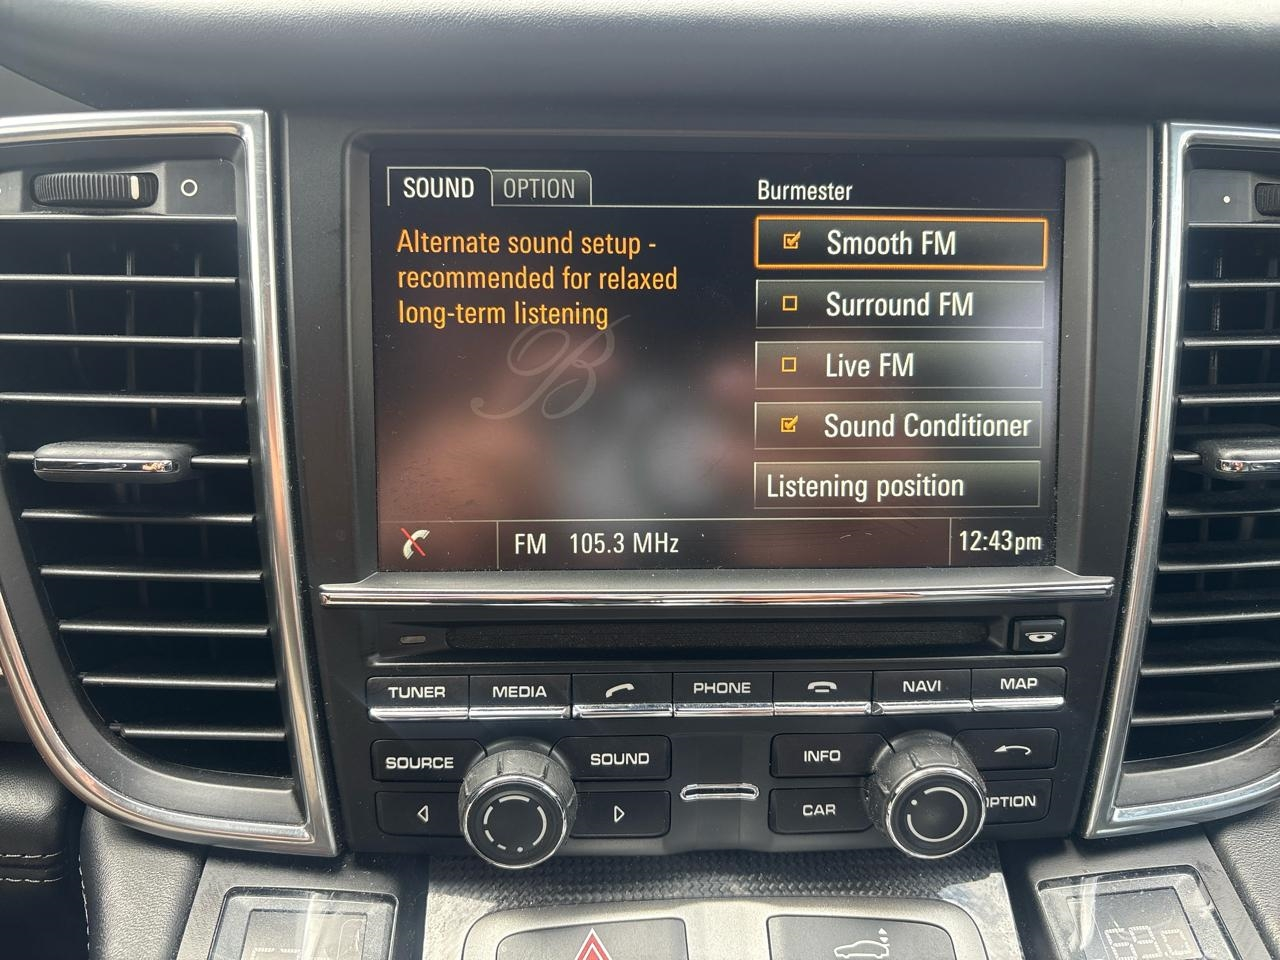 SOUND OPTION Burmester
Alternate sound setup -
recommended for relaxed
long-term listening
B
Smooth FM
Surround FM
Live FM
Sound Conditioner
Listening position
FM 105.3 MHz 12:43pm
TUNER MEDIA PHONE NAVI MAP
SOURCE SOUND INFO
CAR OPTION